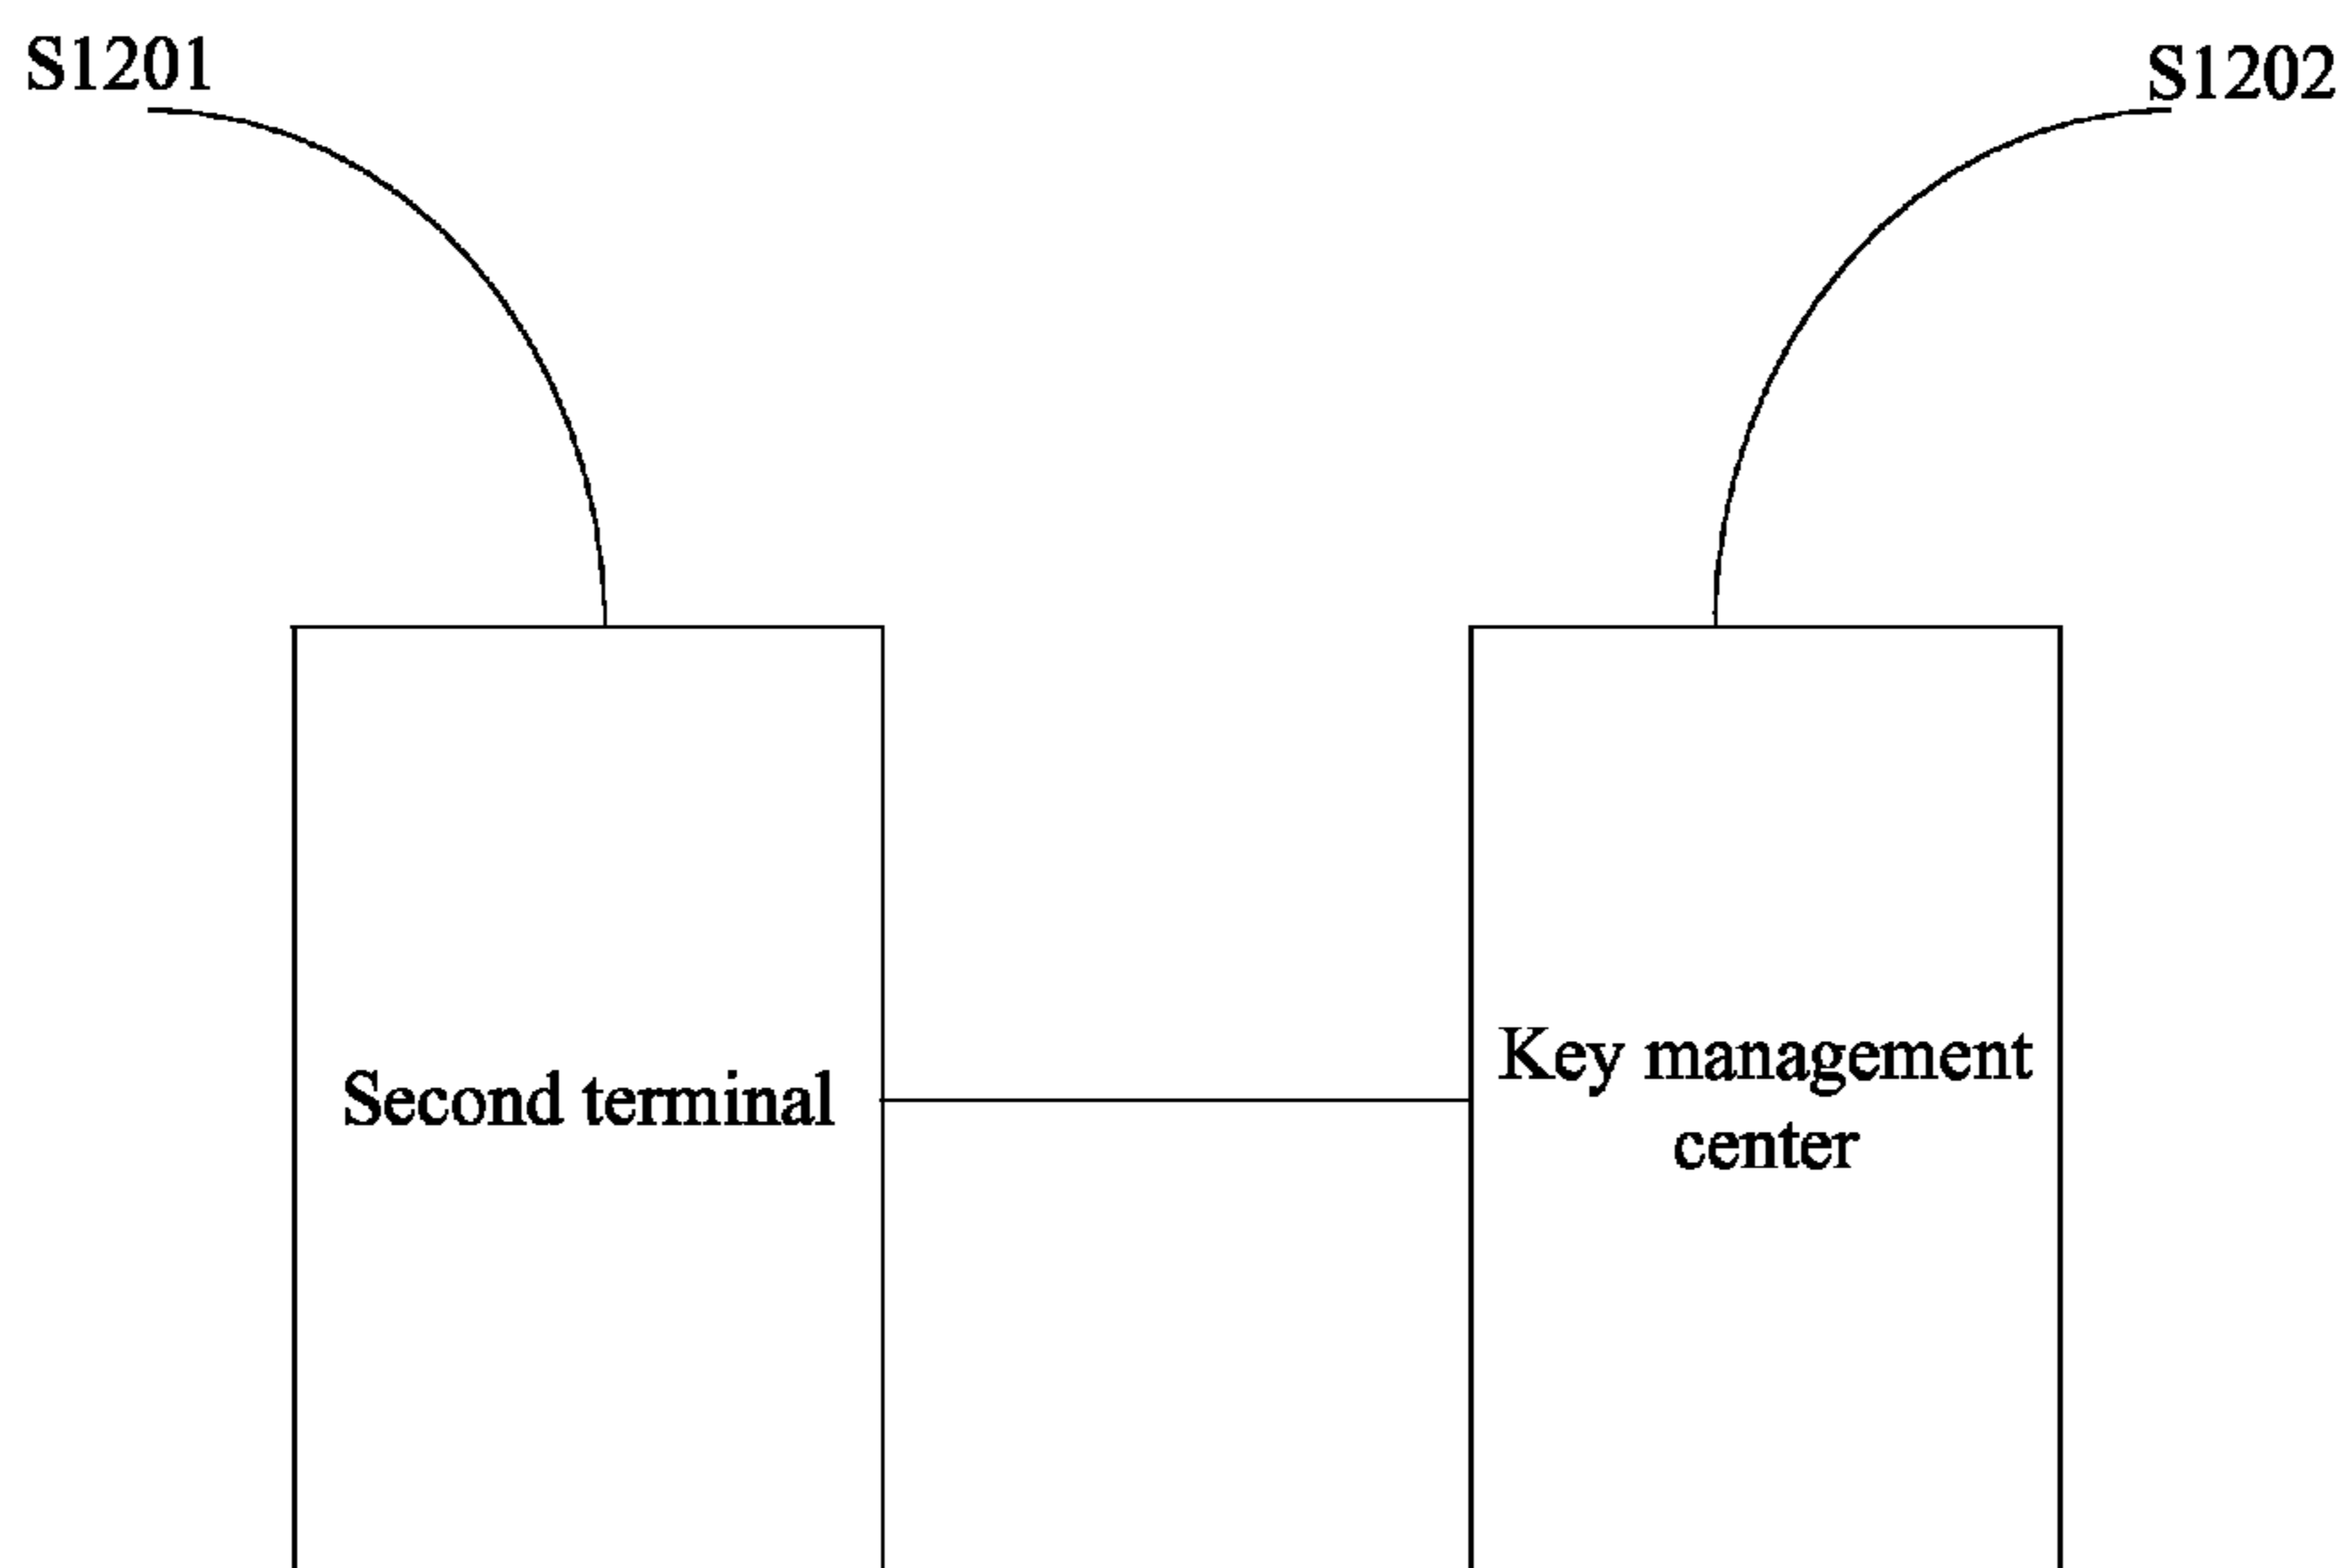 S1201
S1202
Second terminal
Key management
center